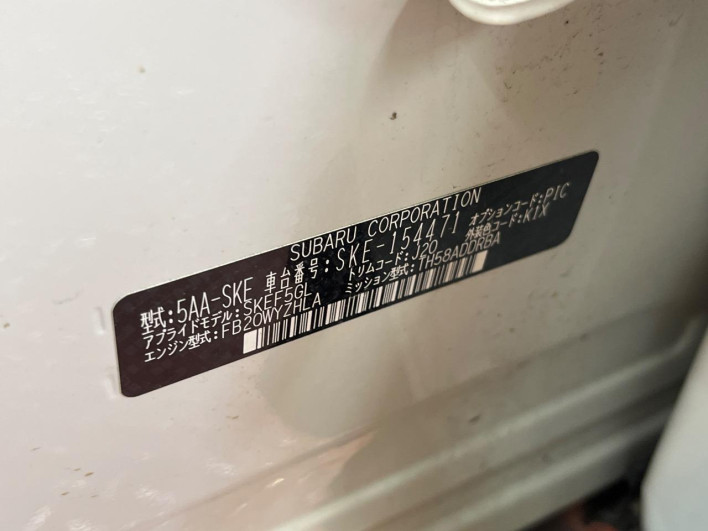 SUBARU CORPORATION
型式:5AA-SKE 車台番号:SKE-154471 オプションコード:PIC
アプライドモデル:SKEF5GL トリムコード:J20 外装色コード:K1X
エンジン型式:FB20WYZHLA ミッション型式:TH58ADDRBA